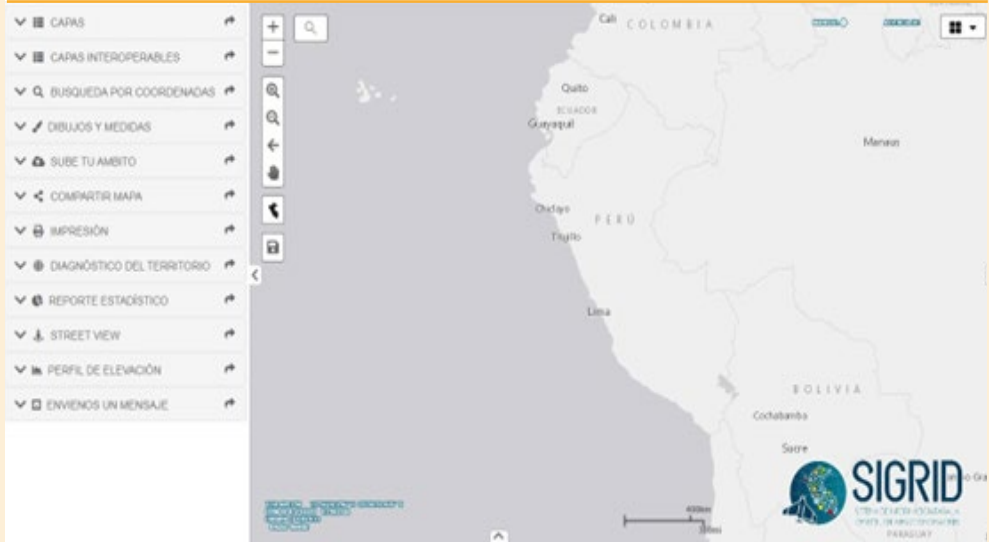 CAPAS
CAPAS INTEROPERABLES
BUSQUEDA POR COORDENADAS
DIBUJOS Y MEDIDAS
SUBE TU AMBITO
COMPARTIR MAPA
IMPRESIÓN
DIAGNÓSTICO DEL TERRITORIO
REPORTE ESTADÍSTICO
STREET VIEW
PERFIL DE ELEVACIÓN
ENVIENOS UN MENSAJE
Cali
COLOMBIA
Quito
ECUADOR
Guayaquil
Manaus
Chiclayo
PERÚ
Trujillo
Lima
BOLIVIA
Cochabamba
Sucre
SIGRID
400km
PARAGUAY